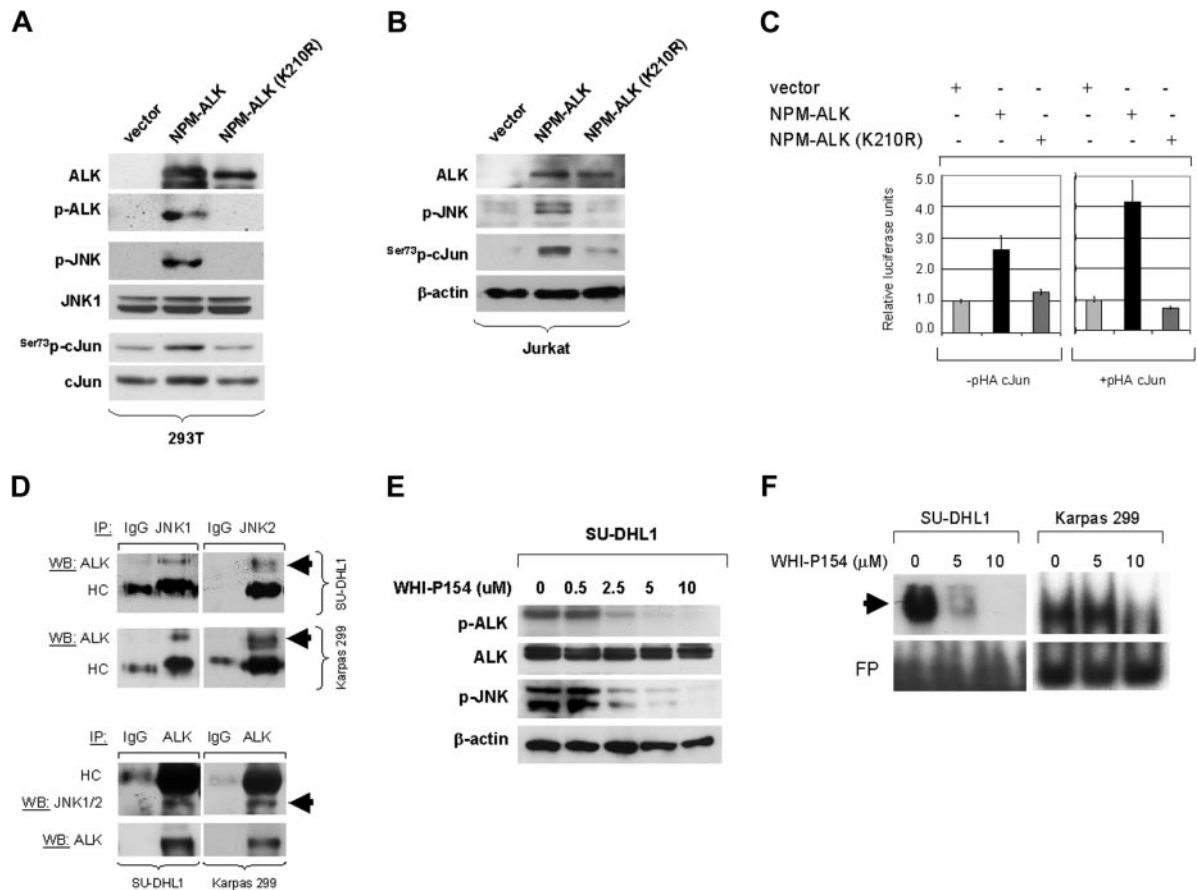 A
vector
NPM-ALK
NPM-ALK (K210R)
ALK
p-ALK
p-JNK
JNK1
Ser73p-cJun
cJun
293T
B
vector
NPM-ALK
NPM-ALK (K210R)
ALK
p-JNK
Ser73p-cJun
β-actin
Jurkat
C
vector + - - + - -
NPM-ALK - + - - + -
NPM-ALK (K210R) - - + - - +
Relative luciferase units
5.0
4.0
3.0
2.0
1.0
0.0
-pHA cJun
+pHA cJun
D
IP: IgG JNK1 IgG JNK2
WB: ALK
HC
SU-DHL1
WB: ALK
HC
Karpas 299
IP: IgG ALK IgG ALK
HC
WB: JNK1/2
WB: ALK
SU-DHL1 Karpas 299
E
SU-DHL1
WHI-P154 (uM) 0 0.5 2.5 5 10
p-ALK
ALK
p-JNK
β-actin
F
SU-DHL1 Karpas 299
WHI-P154 (μM) 0 5 10 0 5 10
FP